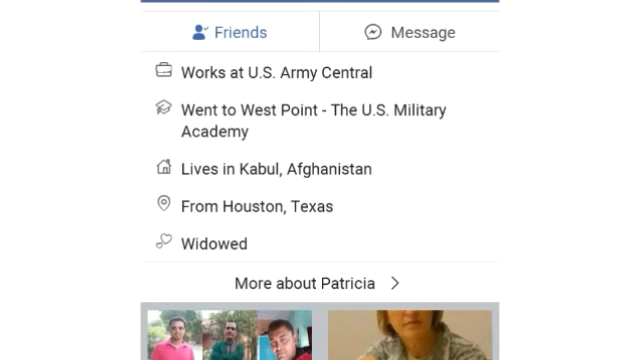 Friends
Message
Works at U.S. Army Central
Went to West Point - The U.S. Military
Academy
Lives in Kabul, Afghanistan
From Houston, Texas
Widowed
More about Patricia